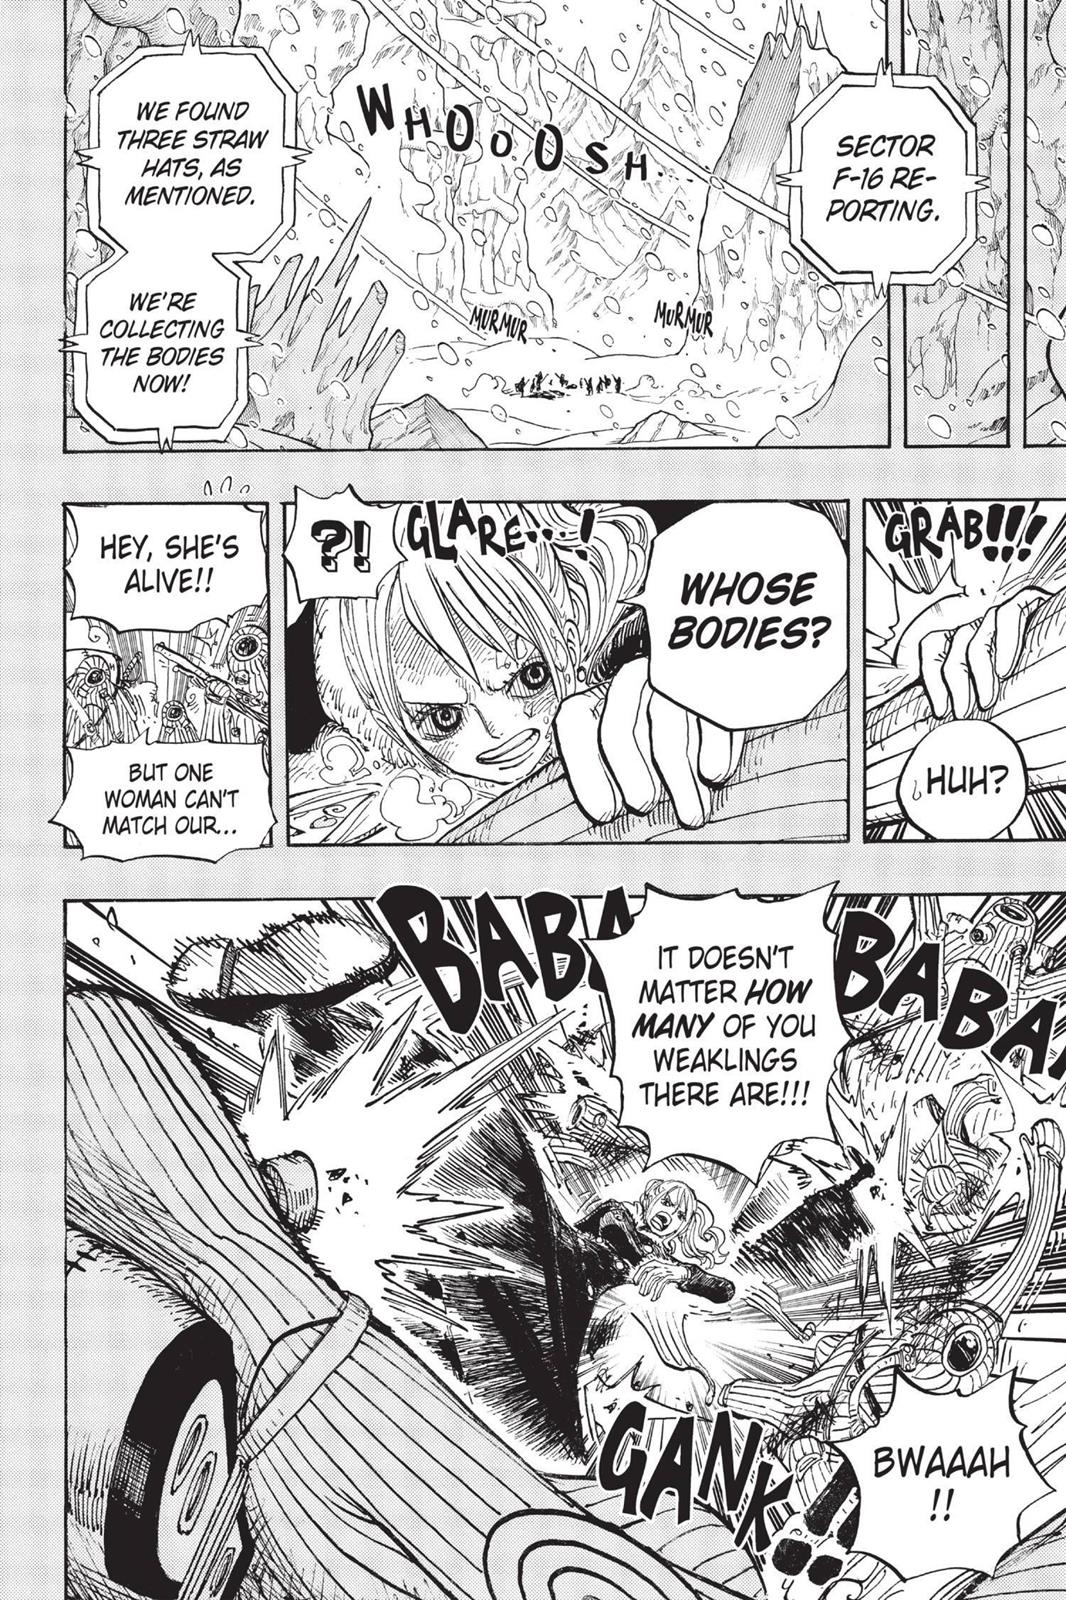 SECTOR
F-16 RE-
PORTING.
WHOOOSH...
WE FOUND
THREE STRAW
HATS, AS
MENTIONED.
WE'RE
COLLECTING
THE BODIES
NOW!
MURMUR
MURMUR
GRAB!!!
HUH?
WHOSE
BODIES?
GLARE...!
?!
HEY, SHE'S
ALIVE!!
BUT ONE
WOMAN CAN'T
MATCH OUR...
BABABA
BABABA
IT DOESN'T
MATTER HOW
MANY OF YOU
WEAKLINGS
THERE ARE!!!
GANK
BWAAAH
!!